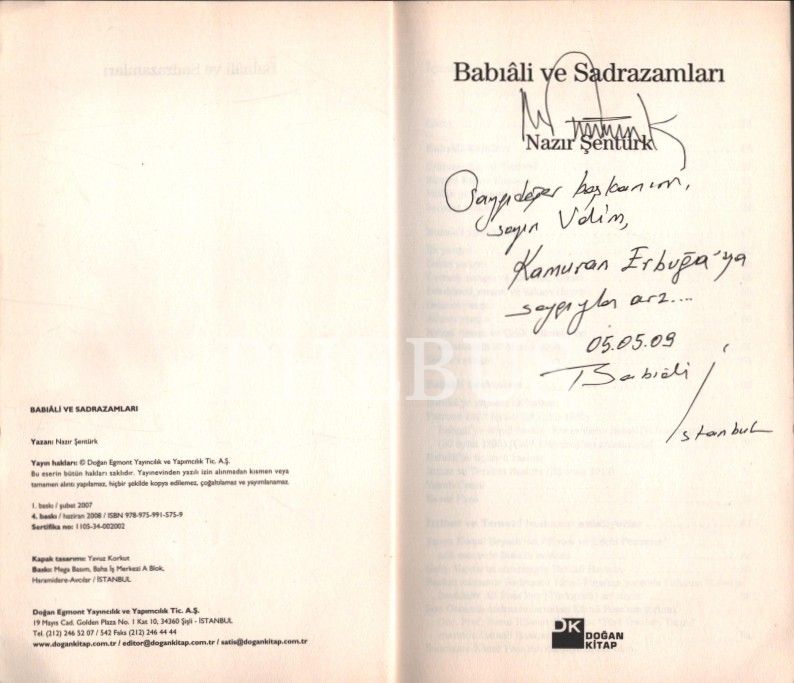 BABIÂLİ VE SADRAZAMLARI
Yazan: Nazır Şentürk
Yayın hakları: © Doğan Egmont Yayıncılık ve Yapımcılık Tic. A.Ş.
Bu eserin bütün hakları saklıdır. Yayınevinden yazılı izin alınmadan kısmen veya
tamamen alıntı yapılamaz, hiçbir şekilde kopya edilemez, çoğaltılamaz ve yayımlanamaz.
1. baskı / şubat 2007
4. baskı / haziran 2008 / ISBN 978-975-991-575-9
Sertifika no: 1105-34-002002
Kapak tasarımı: Yavuz Korkut
Baskı: Mega Basım, Baha İş Merkezi A Blok,
Haramidere-Avcılar / İSTANBUL
Doğan Egmont Yayıncılık ve Yapımcılık Tic. A.Ş.
19 Mayıs Cad. Golden Plaza No. 1 Kat 10, 34360 Şişli - İSTANBUL
Tel. (212) 246 52 07 / 542 Faks (212) 246 44 44
www.dogankitap.com.tr / editor@dogankitap.com.tr / satis@dogankitap.com.tr
Babıâli ve Sadrazamları
Nazır Şentürk
Saygıdeğer başkanım,
sayın Valim,
Kamuran Erbuğa'ya
saygıyla arz....
05.05.09
Babıâli / İstanbul
DK DOĞAN
KİTAP